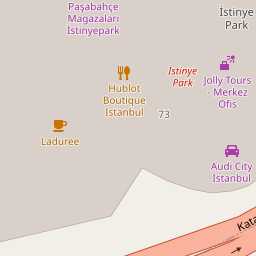 Paşabahçe
Mağazaları
İstinyepark
İstinye
Park
İstinye
Park
Jolly Tours
- Merkez
Ofis
Hublot
Boutique
Istanbul
73
Laduree
Audi City
İstanbul
Kata